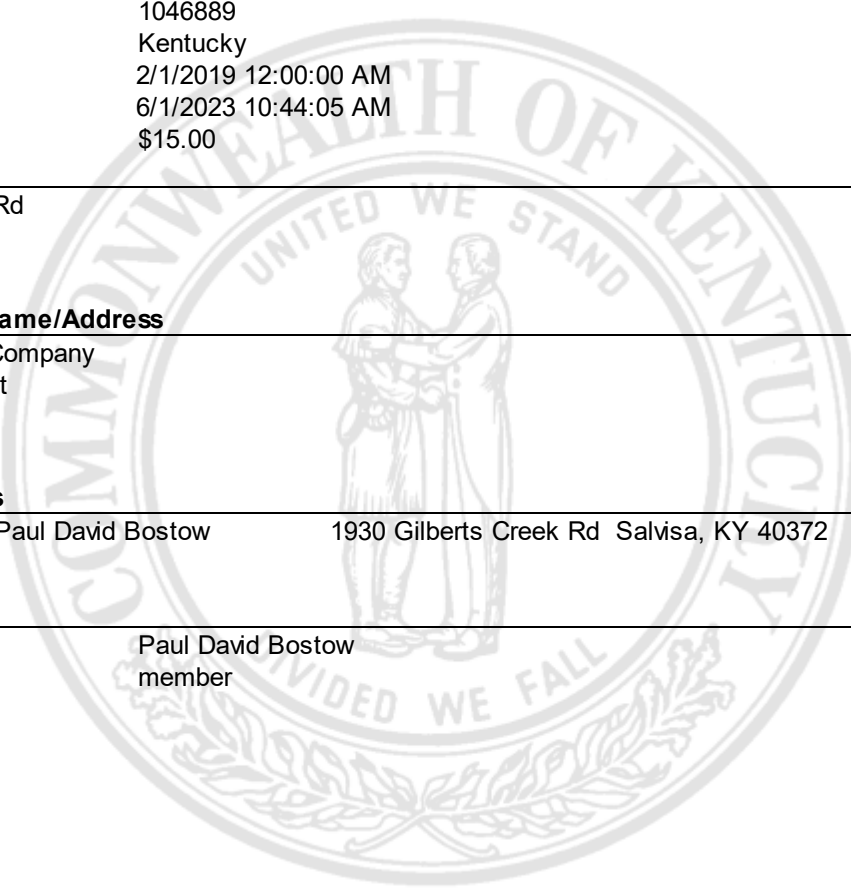 1046889
Kentucky
2/1/2019 12:00:00 AM
6/1/2023 10:44:05 AM
$15.00
Rd
ame/Address
Company
t
s
Paul David Bostow 1930 Gilberts Creek Rd Salvisa, KY 40372
Paul David Bostow
member
COMMONWEALTH OF KENTUCKY
UNITED WE STAND
DIVIDED WE FALL